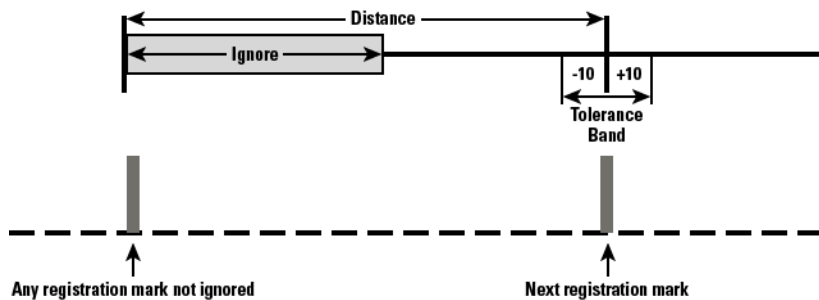 Distance
Ignore
-10 +10
Tolerance
Band
Any registration mark not ignored
Next registration mark